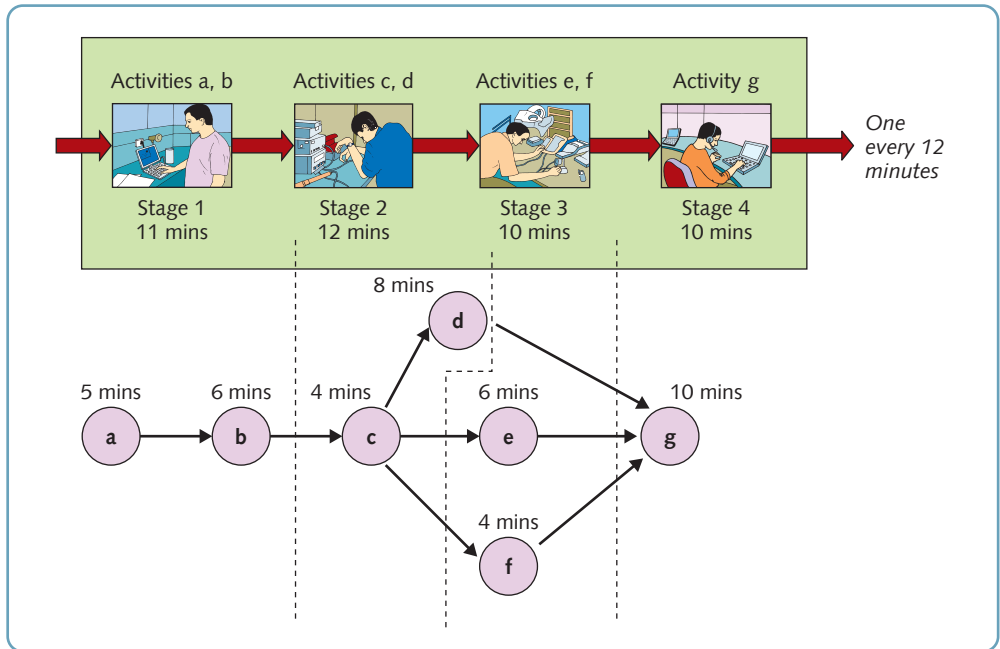 Activities a, b
Activities c, d
Activities e, f
Activity g
One
every 12
minutes
Stage 1
11 mins
Stage 2
12 mins
Stage 3
10 mins
Stage 4
10 mins
8 mins
d
5 mins
6 mins
4 mins
6 mins
10 mins
a
b
c
e
g
4 mins
f